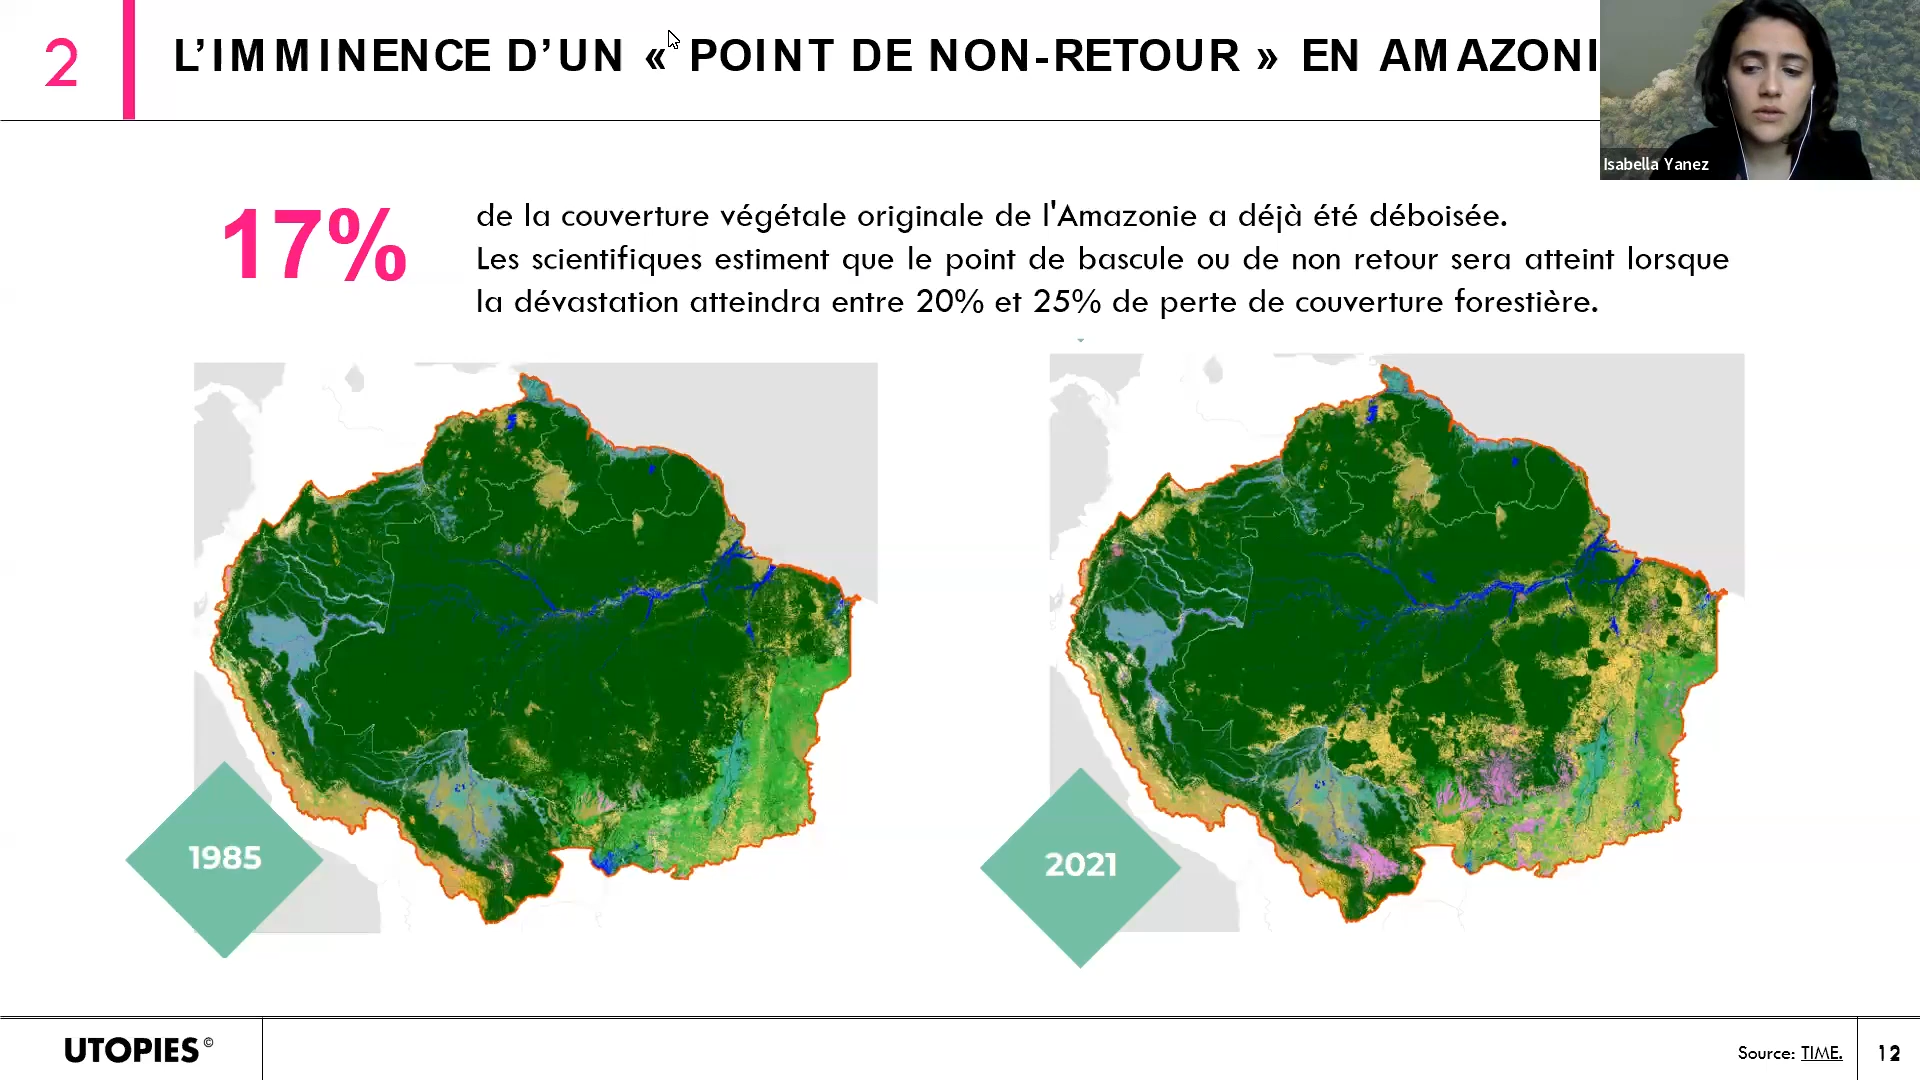 2
L’IMMINENCE D’UN « POINT DE NON-RETOUR » EN AMAZONI
Isabella Yanez
17%
de la couverture végétale originale de l'Amazonie a déjà été déboisée.
Les scientifiques estiment que le point de bascule ou de non retour sera atteint lorsque
la dévastation atteindra entre 20% et 25% de perte de couverture forestière.
1985
2021
UTOPIES©
Source: TIME.
12